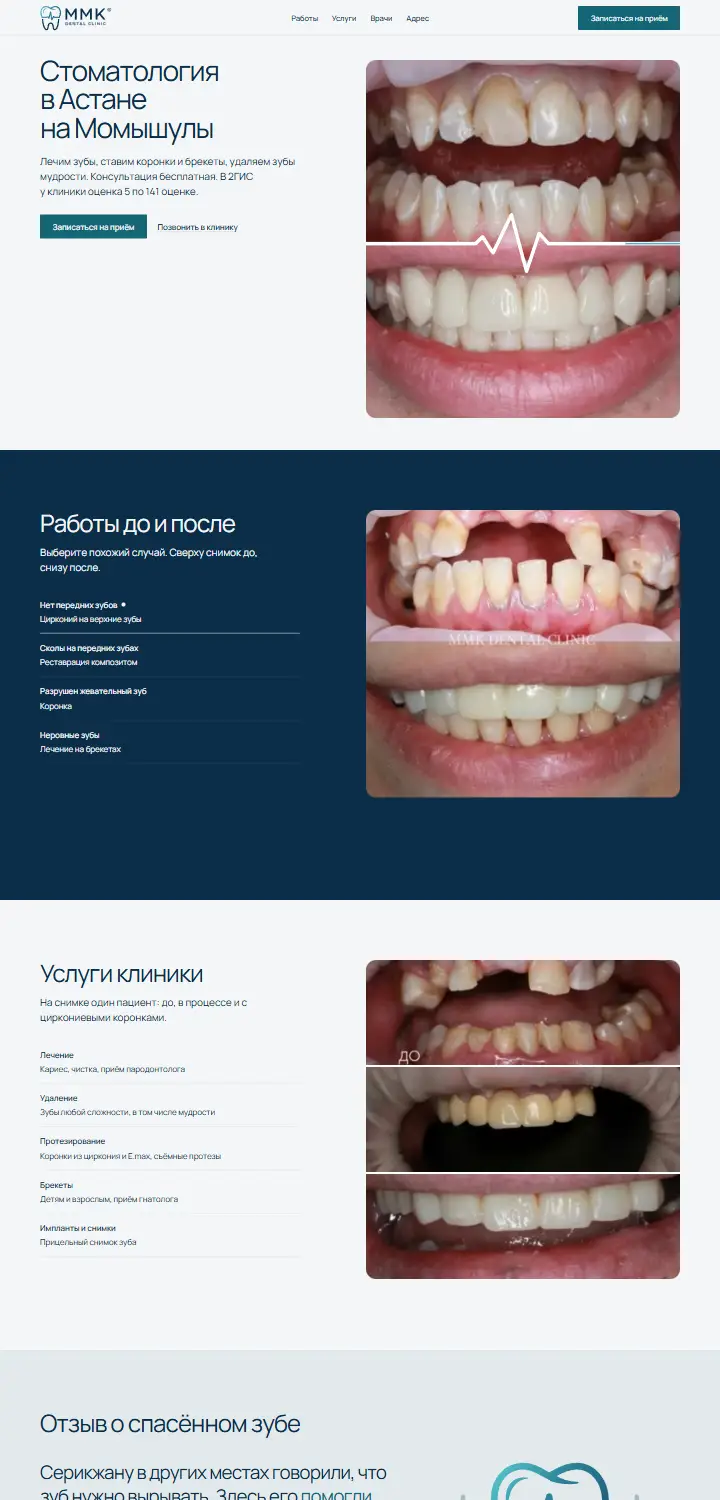 MMK®
DENTAL CLINIC
Работы Услуги Врачи Адрес
Записаться на приём
Стоматология
в Астане
на Момышулы
Лечим зубы, ставим коронки и брекеты, удаляем зубы
мудрости. Консультация бесплатная. В 2ГИС
у клиники оценка 5 по 141 оценке.
Записаться на приём Позвонить в клинику
Работы до и после
Выберите похожий случай. Сверху снимок до,
снизу после.
Нет передних зубов
Цирконий на верхние зубы
Сколы на передних зубах
Реставрация композитом
Разрушен жевательный зуб
Коронка
Неровные зубы
Лечение на брекетах
MMK DENTAL CLINIC
Услуги клиники
На снимке один пациент: до, в процессе и с
циркониевыми коронками.
Лечение
Кариес, чистка, приём пародонтолога
Удаление
Зубы любой сложности, в том числе мудрости
Протезирование
Коронки из циркония и E.max, съёмные протезы
Брекеты
Детям и взрослым, приём гнатолога
Импланты и снимки
Прицельный снимок зуба
ДО
Отзыв о спасённом зубе
Серикжану в других местах говорили, что
зуб нужно вырывать. Здесь его помогли